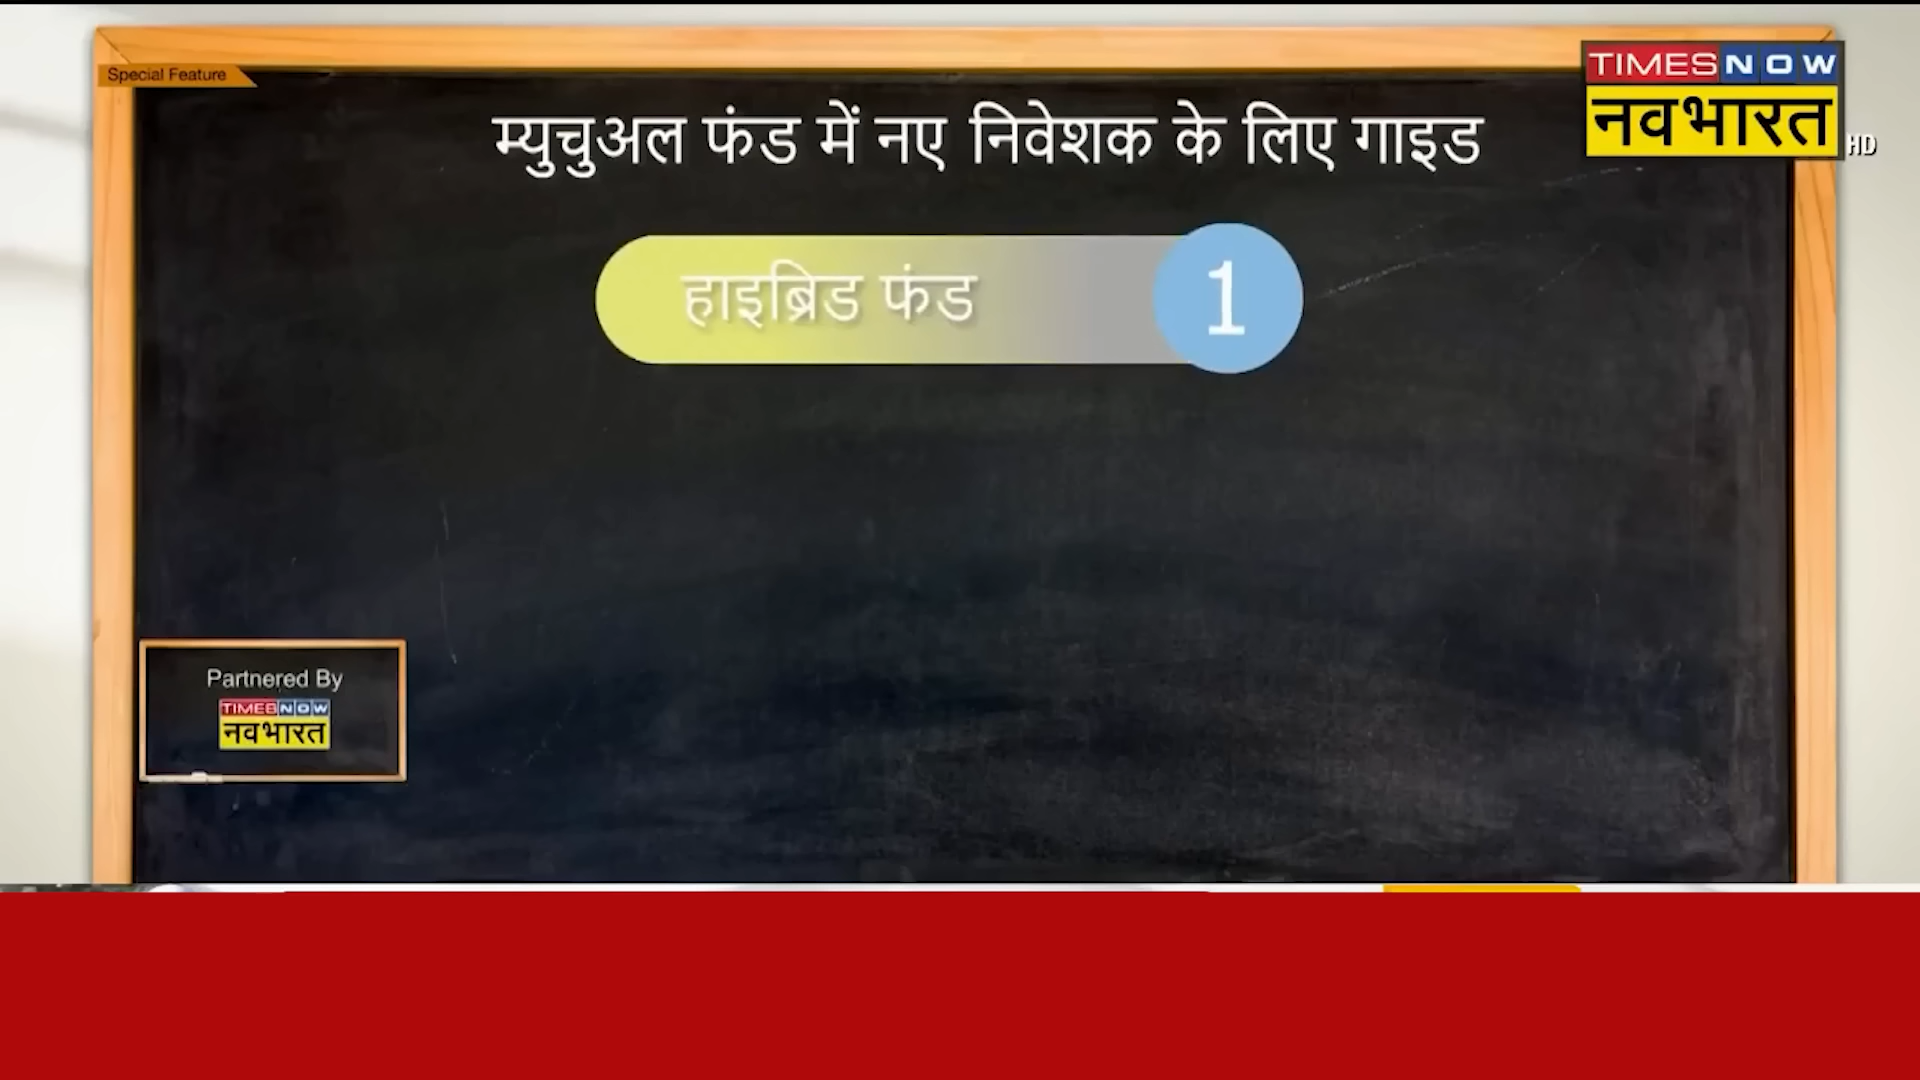 Special Feature
TIMES NOW
नवभारत
HD
म्युचुअल फंड में नए निवेशक के लिए गाइड
हाइब्रिड फंड 1
Partnered By
TIMES NOW
नवभारत